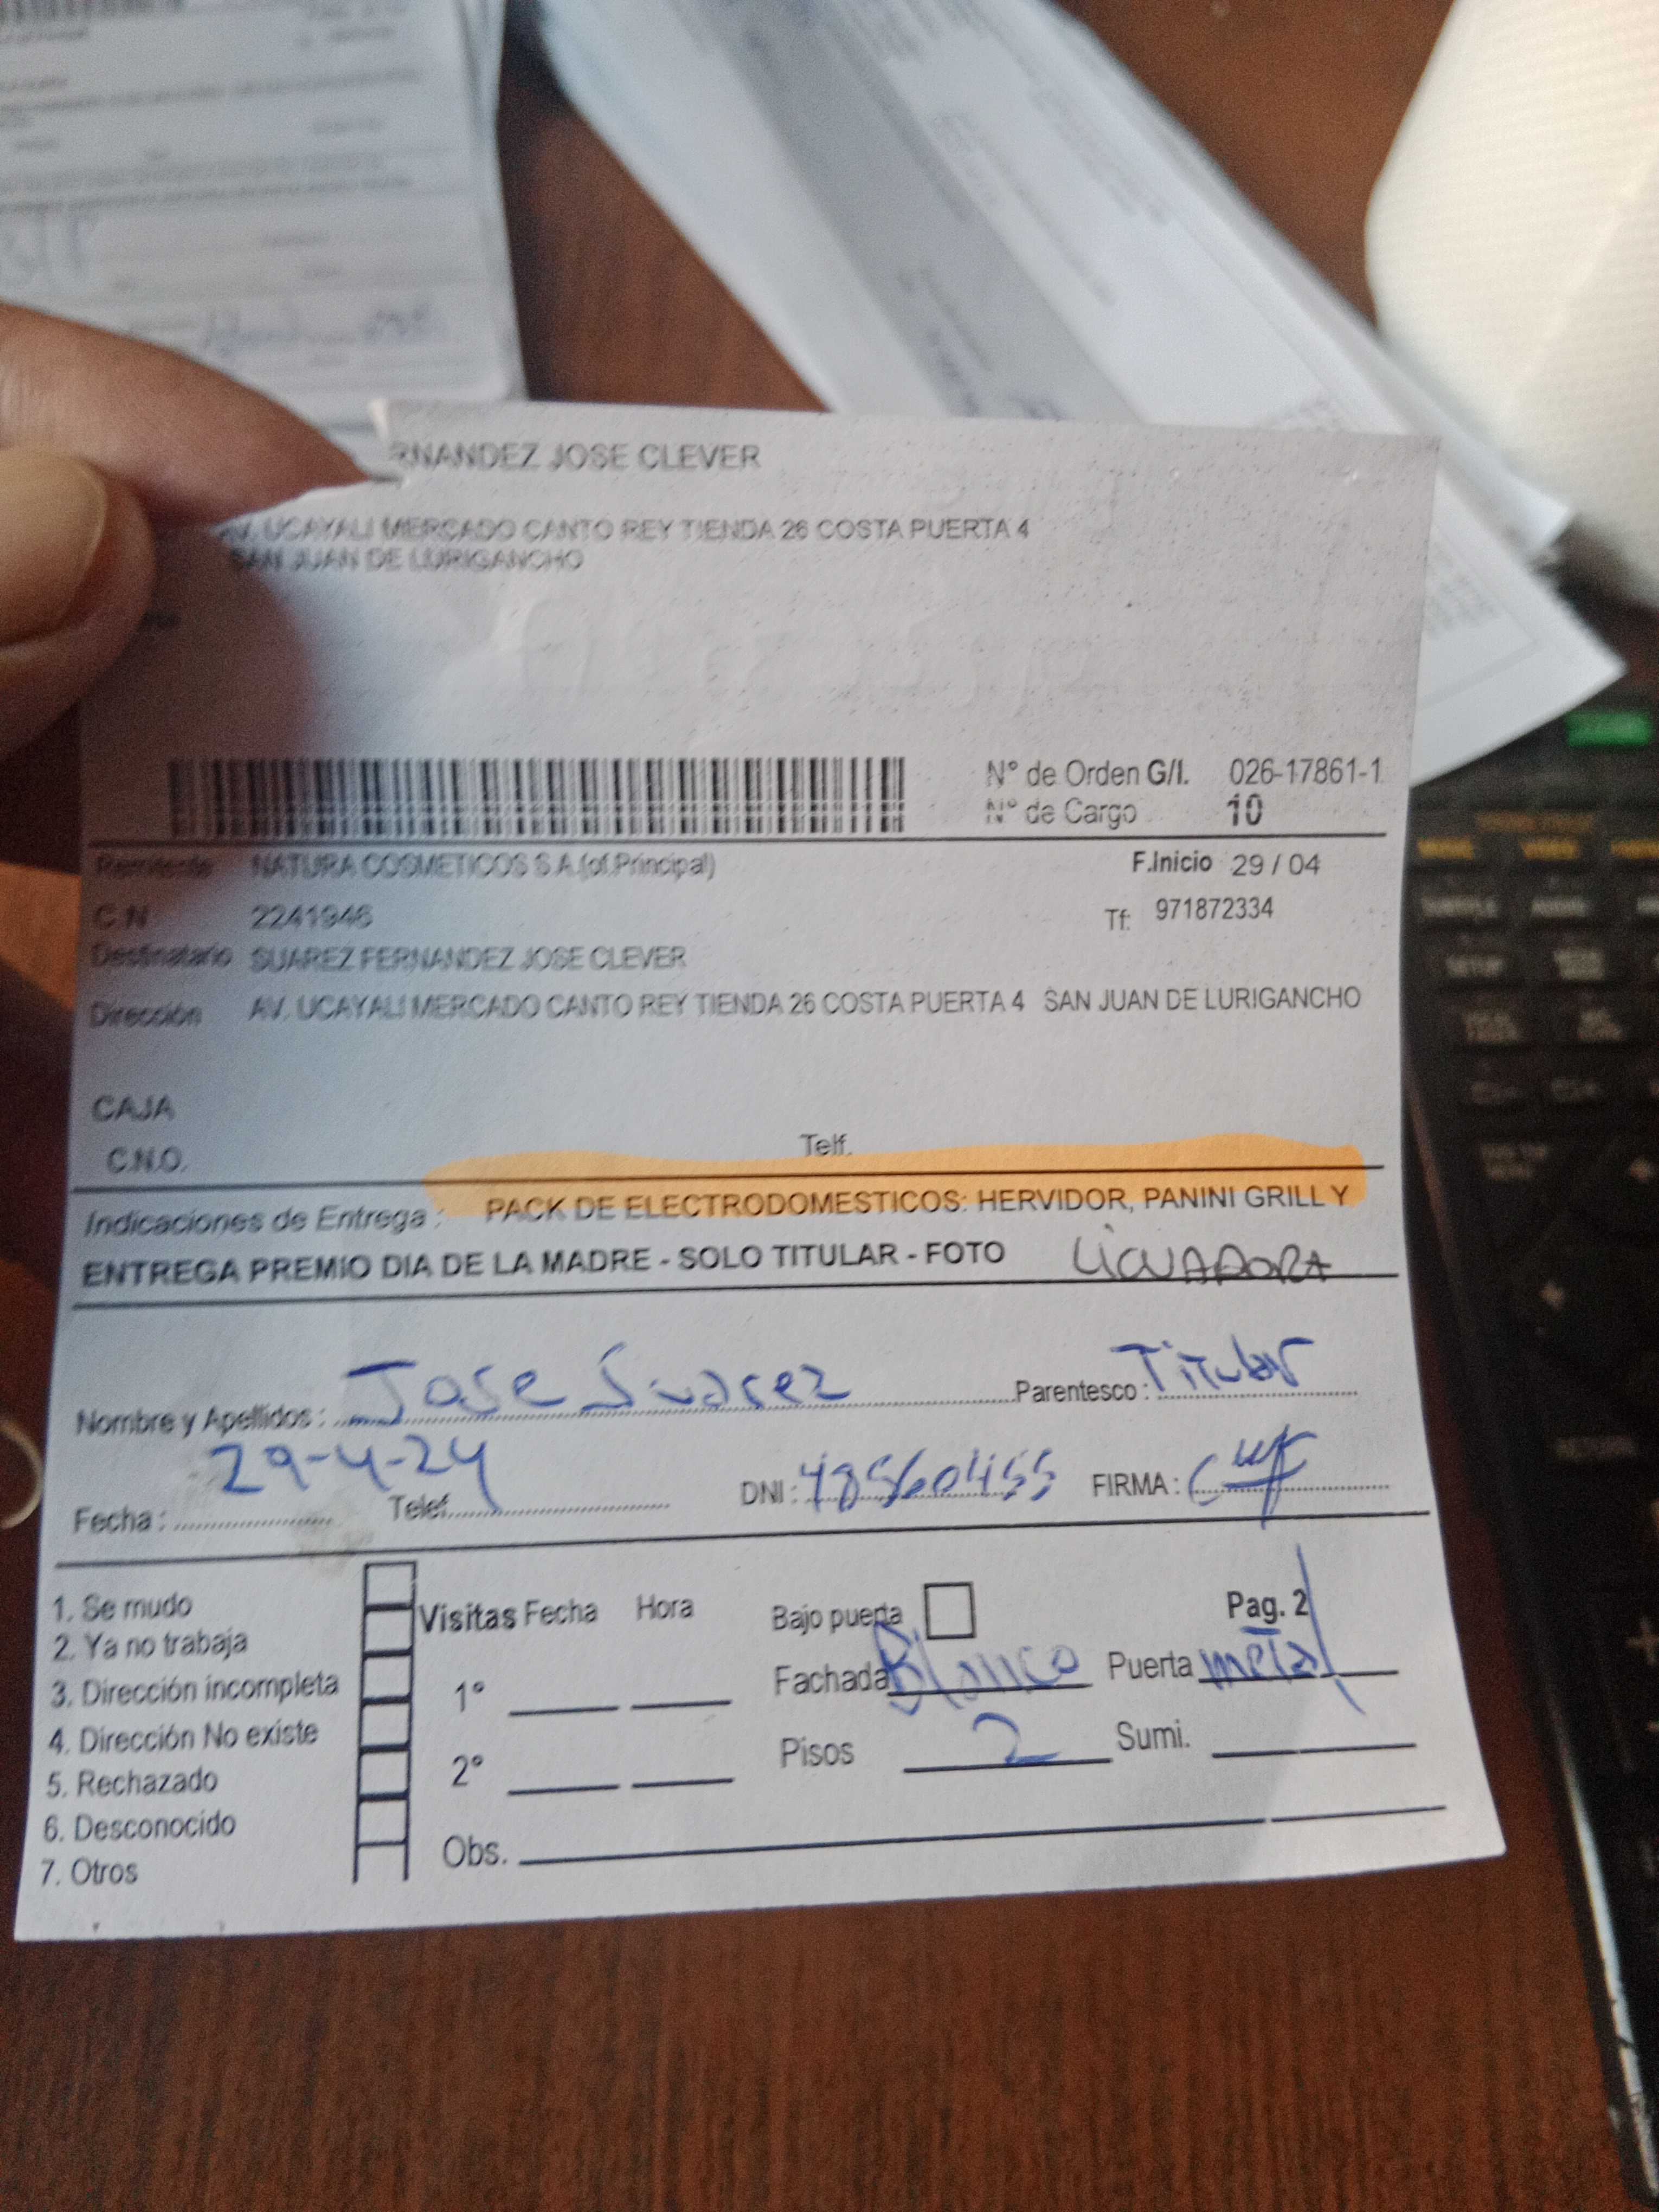 RNANDEZ JOSE CLEVER
AV. UCAYALI MERCADO CANTO REY TIENDA 26 COSTA PUERTA 4
SAN JUAN DE LURIGANCHO
N° de Orden G/I. 026-17861-1
N° de Cargo 10
Remitente NATURA COSMETICOS S.A.(of.Principal) F.Inicio 29 / 04
C.N 2241946 Tf: 971872334
Destinatario SUAREZ FERNANDEZ JOSE CLEVER
Dirección AV. UCAYALI MERCADO CANTO REY TIENDA 26 COSTA PUERTA 4 SAN JUAN DE LURIGANCHO
CAJA
C.N.O. Telf.
Indicaciones de Entrega : PACK DE ELECTRODOMESTICOS: HERVIDOR, PANINI GRILL Y
ENTREGA PREMIO DIA DE LA MADRE - SOLO TITULAR - FOTO LICUADORA
Nombre y Apellidos : Jose Suarez Parentesco : Titular
Fecha : 29-4-24 Telef. DNI : 48560455 FIRMA :
1. Se mudo
2. Ya no trabaja
3. Dirección incompleta
4. Dirección No existe
5. Rechazado
6. Desconocido
7. Otros
Visitas Fecha Hora
1°
2°
Obs.
Bajo puerta Pag. 2
Fachada Blanco Puerta metal
Pisos 2 Sumi.